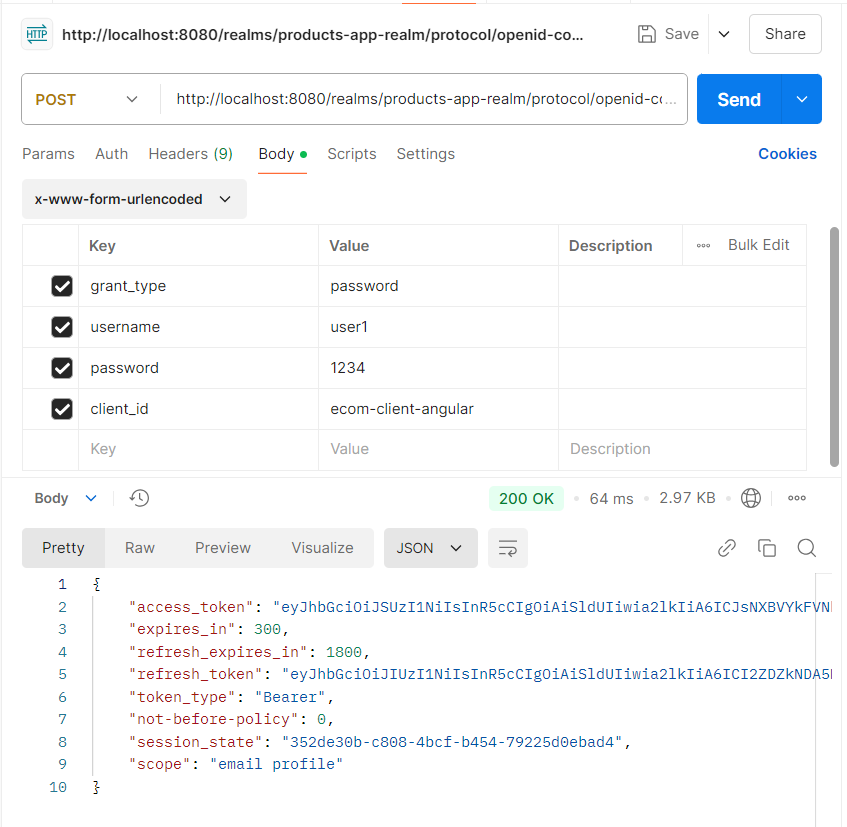 HTTP http://localhost:8080/realms/products-app-realm/protocol/openid-co... Save Share
POST http://localhost:8080/realms/products-app-realm/protocol/openid-cc... Send
Params Auth Headers (9) Body Scripts Settings Cookies
x-www-form-urlencoded
Key Value Description Bulk Edit
grant_type password
username user1
password 1234
client_id ecom-client-angular
Key Value Description
Body 200 OK 64 ms 2.97 KB
Pretty Raw Preview Visualize JSON
1 {
2 "access_token": "eyJhbGciOiJSUzI1NiIsInR5cCIgOiAiSldUIiwia2lkIiA6ICJsNXBVYkFVN
3 "expires_in": 300,
4 "refresh_expires_in": 1800,
5 "refresh_token": "eyJhbGciOiJIUzI1NiIsInR5cCIgOiAiSldUIiwia2lkIiA6ICI2ZDZkNDA5
6 "token_type": "Bearer",
7 "not-before-policy": 0,
8 "session_state": "352de30b-c808-4bcf-b454-79225d0ebad4",
9 "scope": "email profile"
10 }